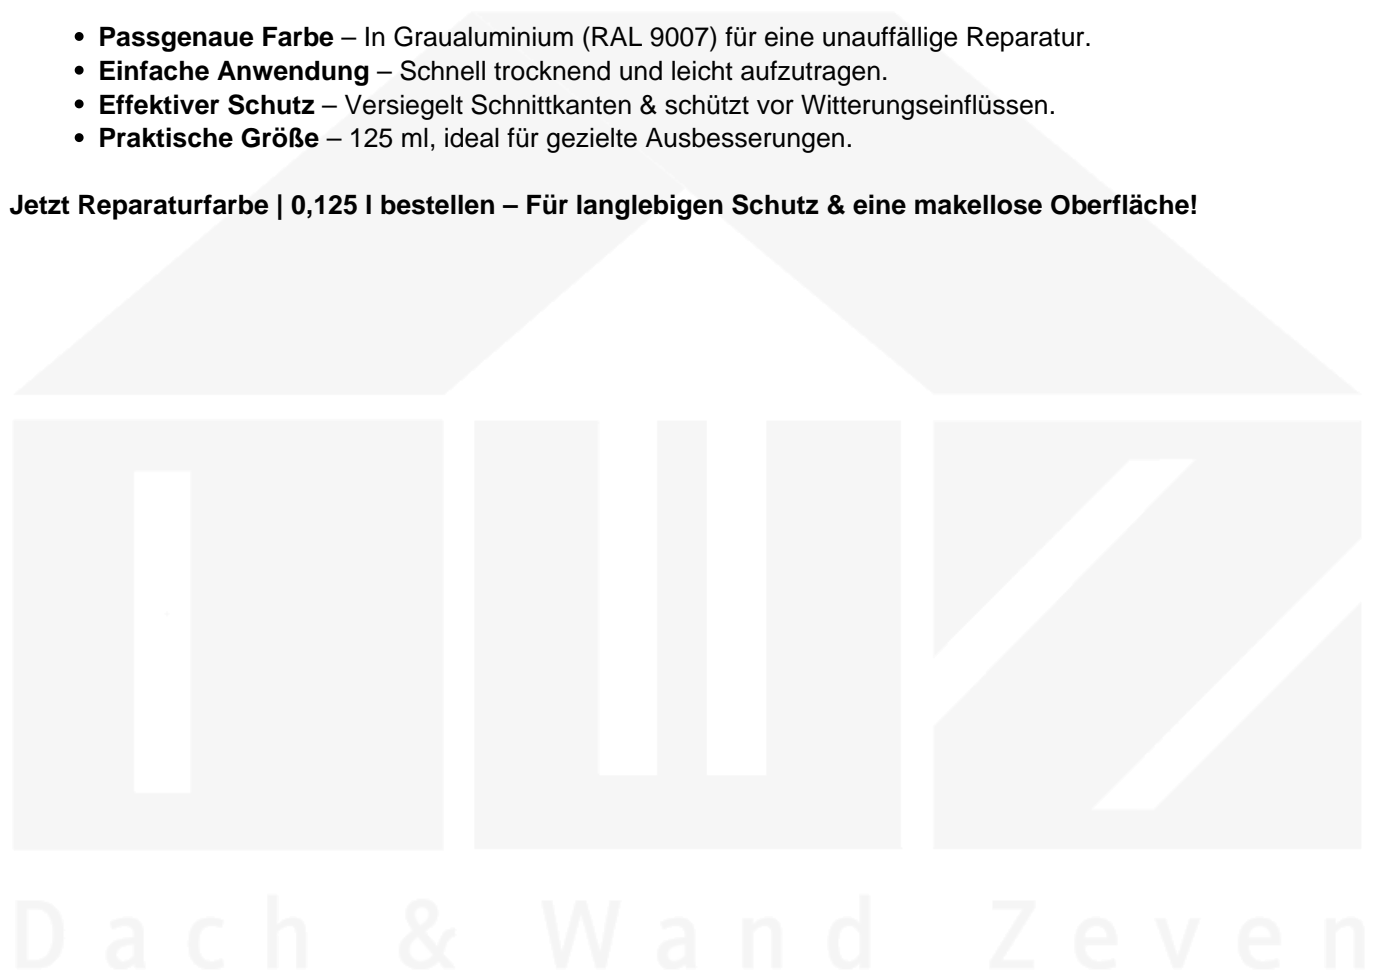 • Passgenaue Farbe – In Graualuminium (RAL 9007) für eine unauffällige Reparatur.
• Einfache Anwendung – Schnell trocknend und leicht aufzutragen.
• Effektiver Schutz – Versiegelt Schnittkanten & schützt vor Witterungseinflüssen.
• Praktische Größe – 125 ml, ideal für gezielte Ausbesserungen.
Jetzt Reparaturfarbe | 0,125 l bestellen – Für langlebigen Schutz & eine makellose Oberfläche!
Dach & Wand Zeven